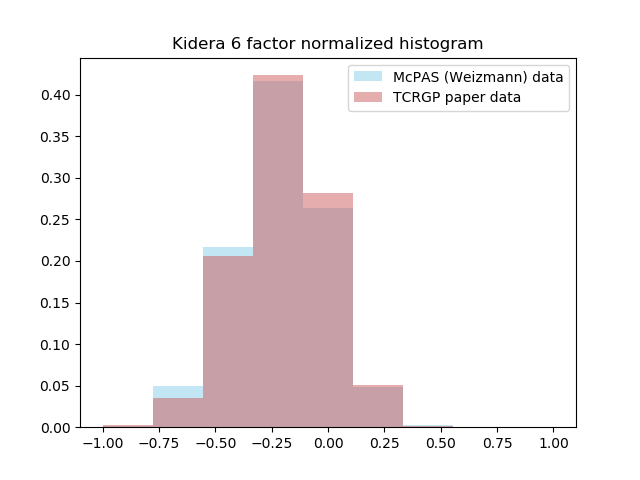 Kidera 6 factor normalized histogram
McPAS (Weizmann) data
TCRGP paper data
0.40
0.35
0.30
0.25
0.20
0.15
0.10
0.05
0.00
−1.00 −0.75 −0.50 −0.25 0.00 0.25 0.50 0.75 1.00